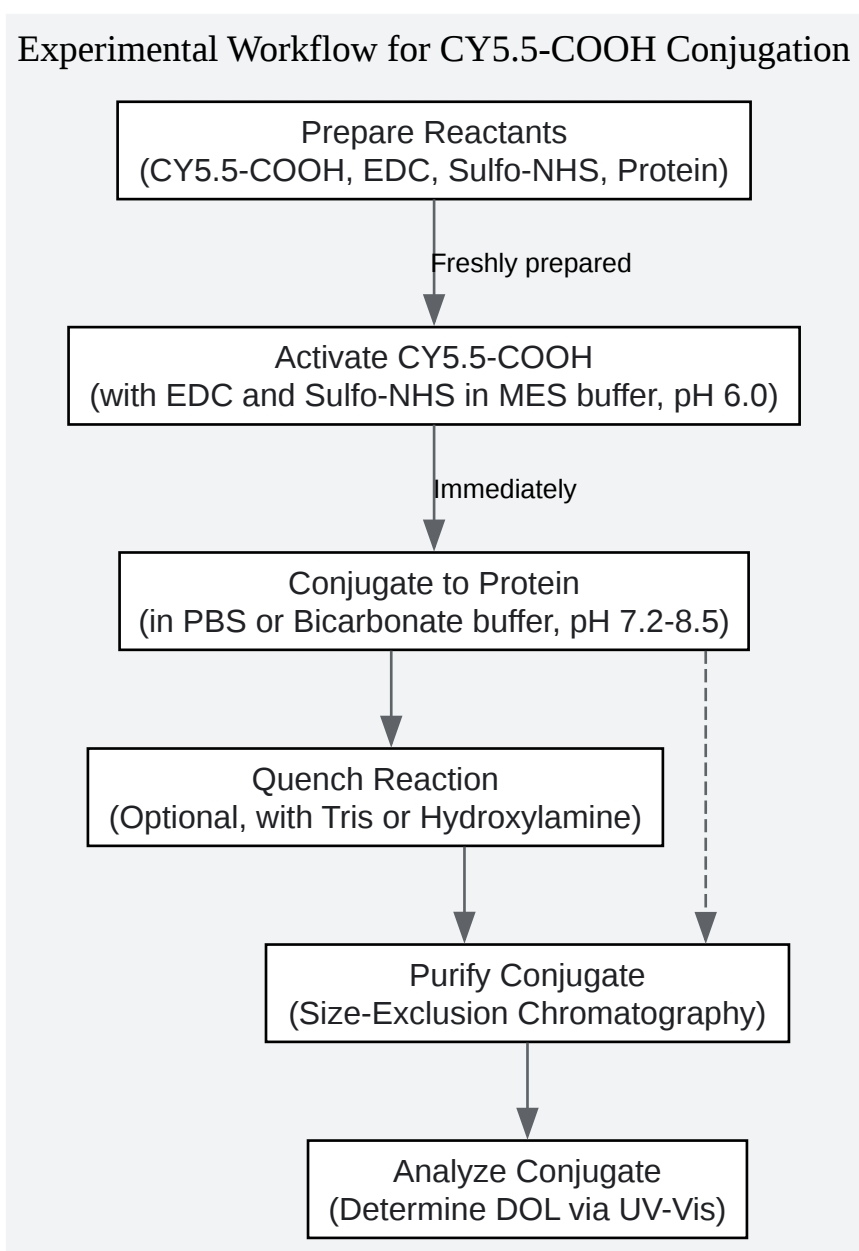 Experimental Workflow for CY5.5-COOH Conjugation
Prepare Reactants
(CY5.5-COOH, EDC, Sulfo-NHS, Protein)
Freshly prepared
Activate CY5.5-COOH
(with EDC and Sulfo-NHS in MES buffer, pH 6.0)
Immediately
Conjugate to Protein
(in PBS or Bicarbonate buffer, pH 7.2-8.5)
Quench Reaction
(Optional, with Tris or Hydroxylamine)
Purify Conjugate
(Size-Exclusion Chromatography)
Analyze Conjugate
(Determine DOL via UV-Vis)